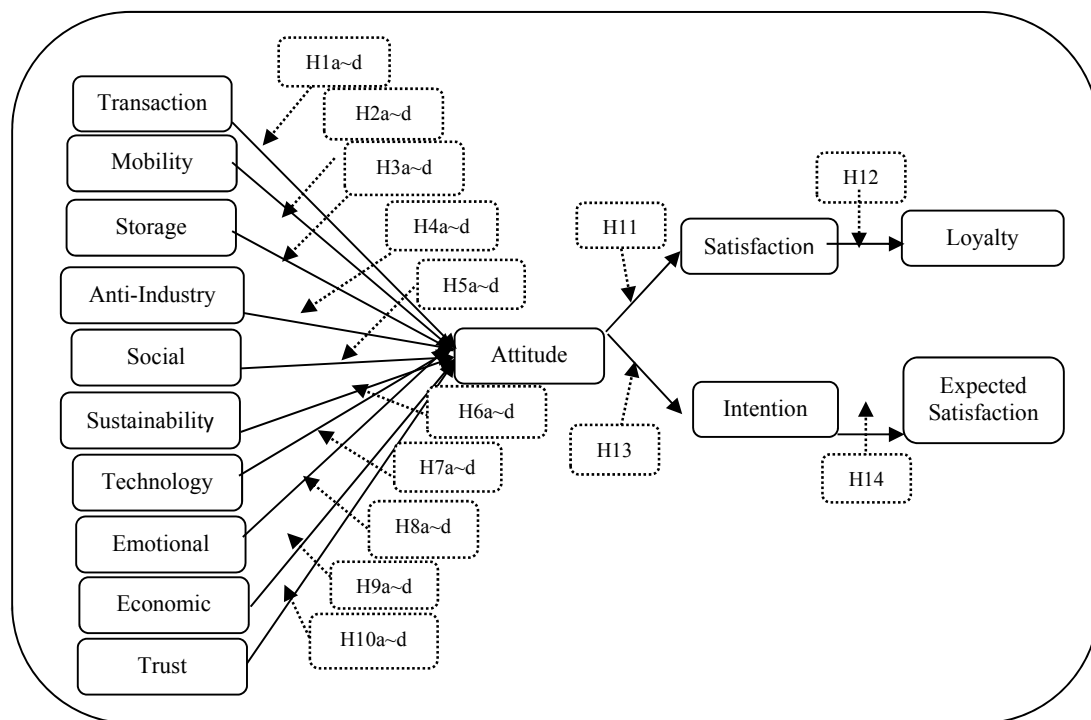 H1a~d
Transaction
H2a~d
Mobility
H3a~d
H12
Storage
H4a~d
H11
Satisfaction
Loyalty
H5a~d
Anti-Industry
Social
Attitude
Expected
Satisfaction
Sustainability
H6a~d
Intention
H13
H7a~d
Technology
H14
H8a~d
Emotional
H9a~d
Economic
H10a~d
Trust